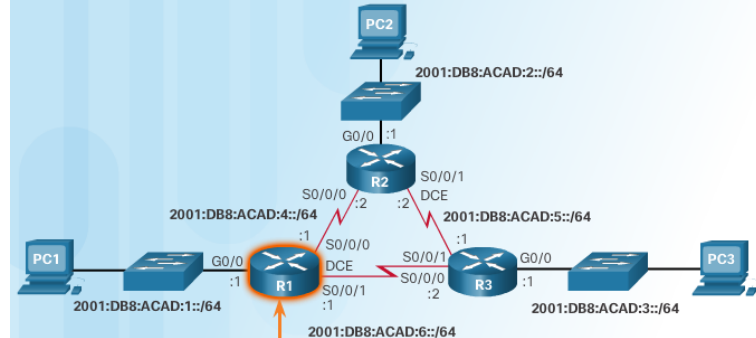 PC2
2001:DB8:ACAD:2::/64
G0/0
:1
R2
S0/0/0
S0/0/1
DCE
:2
:2
2001:DB8:ACAD:4::/64
2001:DB8:ACAD:5::/64
:1
S0/0/0
:1
PC1
G0/0
:1
R1
DCE
S0/0/1
:1
S0/0/1
S0/0/0
:2
R3
G0/0
:1
PC3
2001:DB8:ACAD:1::/64
2001:DB8:ACAD:3::/64
2001:DB8:ACAD:6::/64